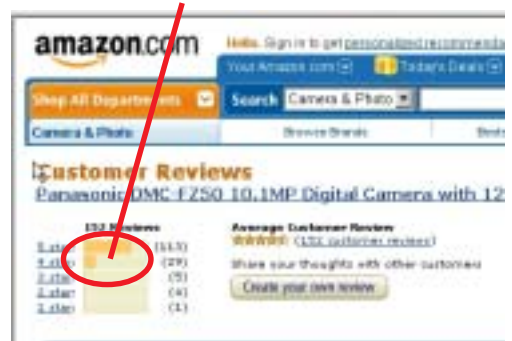 amazon.com
Hello. Sign in to get personalized recommenda
Your Amazon.com Today's Deals
Shop All Departments Search Camera & Photo
Camera & Photo Browse Brands Bests
Customer Reviews
Panasonic DMC-FZ50 10.1MP Digital Camera with 12
152 Reviews
Average Customer Review
5 star (113)
(152 customer reviews)
4 star (29)
Share your thoughts with other customers
3 star (5)
2 star (4)
Create your own review
1 star (1)